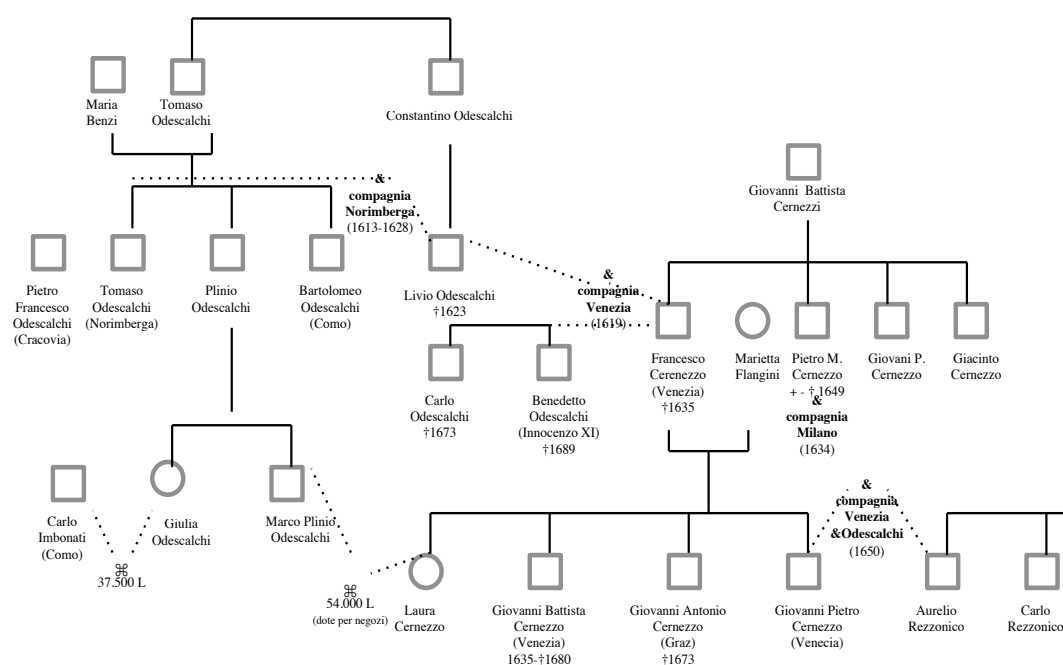 Maria
Benzi
Tomaso
Odescalchi
Constantino Odescalchi
&
compagnia
Norimberga
(1613-1628)
Giovanni Battista
Cernezzi
Pietro
Francesco
Odescalchi
(Cracovia)
Tomaso
Odescalchi
(Norimberga)
Plinio
Odescalchi
Bartolomeo
Odescalchi
(Como)
Livio Odescalchi
†1623
&
compagnia
Venezia
(1619)
Carlo
Odescalchi
†1673
Benedetto
Odescalchi
(Innocenzo XI)
†1689
Francesco
Cerenezzo
(Venezia)
†1635
Marietta
Flangini
Pietro M.
Cernezzo
+ - † 1649
&
compagnia
Milano
(1634)
Giovani P.
Cernezzo
Giacinto
Cernezzo
Carlo
Imbonati
(Como)
⌘
37.500 L
Giulia
Odescalchi
Marco Plinio
Odescalchi
⌘
54.000 L
(dote per negozi)
Laura
Cernezzo
Giovanni Battista
Cernezzo
(Venezia)
1635-†1680
Giovanni Antonio
Cernezzo
(Graz)
†1673
Giovanni Pietro
Cernezzo
(Venecia)
&
compagnia
Venezia
&Odescalchi
(1650)
Aurelio
Rezzonico
Carlo
Rezzonico